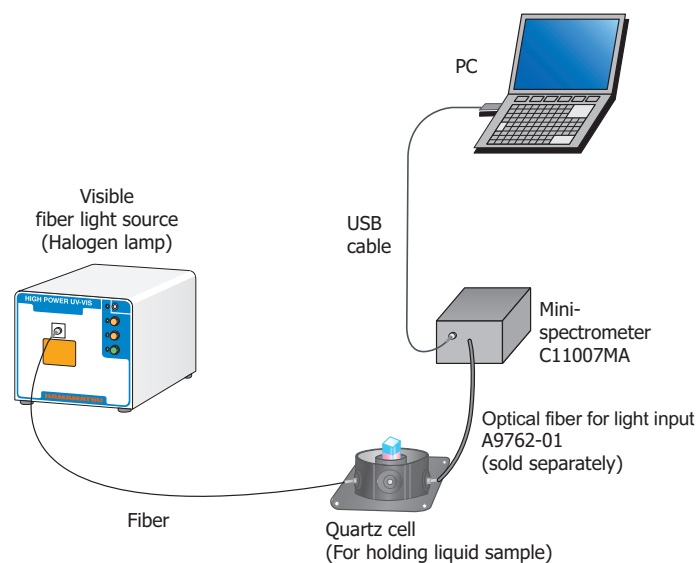 PC
Visible
fiber light source
(Halogen lamp)
USB
cable
HIGH POWER UV-VIS
Mini-
spectrometer
C11007MA
Optical fiber for light input
A9762-01
(sold separately)
Fiber
Quartz cell
(For holding liquid sample)